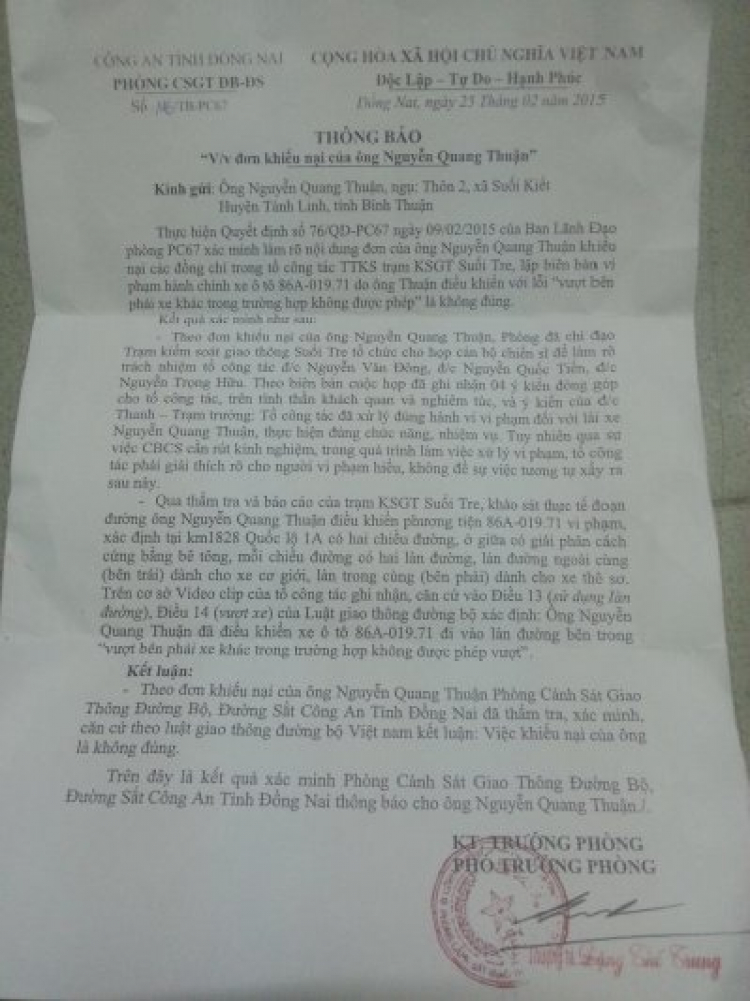 CÔNG AN TỈNH ĐỒNG NAI
PHÒNG CSGT ĐB-ĐS
Số /TB-PC67
CỘNG HÒA XÃ HỘI CHỦ NGHĨA VIỆT NAM
Độc Lập – Tự Do – Hạnh Phúc
Đồng Nai, ngày 25 Tháng 02 năm 2015
THÔNG BÁO
“V/v đơn khiếu nại của ông Nguyễn Quang Thuận”
Kính gửi: Ông Nguyễn Quang Thuận, ngụ: Thôn 2, xã Suối Kiết
Huyện Tánh Linh, tỉnh Bình Thuận
Thực hiện Quyết định số 76/QĐ-PC67 ngày 09/02/2015 của Ban Lãnh Đạo
phòng PC67 xác minh làm rõ nội dung đơn của ông Nguyễn Quang Thuận khiếu
nại các đồng chí trong tổ công tác TTKS trạm KSGT Suối Tre, lập biên bản vi
phạm hành chính xe ô tô 86A-019.71 do ông Thuận điều khiển với lỗi “vượt bên
phải xe khác trong trường hợp không được phép” là không đúng.
Kết quả xác minh như sau:
- Theo đơn khiếu nại của ông Nguyễn Quang Thuận, Phòng đã chỉ đạo
Trạm kiểm soát giao thông Suối Tre tổ chức cho họp cán bộ chiến sĩ để làm rõ
trách nhiệm tổ công tác đ/c Nguyễn Văn Đông, đ/c Nguyễn Quốc Tiến, đ/c
Nguyễn Trọng Hữu. Theo biên bản cuộc họp đã ghi nhận 04 ý kiến đóng góp
cho tổ công tác, trên tinh thần khách quan và nghiêm túc, và ý kiến của đ/c
Thanh – Trạm trưởng: Tổ công tác đã xử lý đúng hành vi vi phạm đối với lái xe
Nguyễn Quang Thuận, thực hiện đúng chức năng, nhiệm vụ. Tuy nhiên qua sự
việc CBCS cần rút kinh nghiệm, trong quá trình làm việc xử lý vi phạm, tổ công
tác phải giải thích rõ cho người vi phạm hiểu, không để sự việc tương tự xẩy ra
sau này.
- Qua thẩm tra và báo cáo của trạm KSGT Suối Tre, khảo sát thực tế đoạn
đường ông Nguyễn Quang Thuận điều khiển phương tiện 86A-019.71 vi phạm,
xác định tại km1828 Quốc lộ 1A có hai chiều đường, ở giữa có giải phân cách
cứng bằng bê tông, mỗi chiều đường có hai làn đường, làn đường ngoài cùng
(bên trái) dành cho xe cơ giới, làn trong cùng (bên phải) dành cho xe thô sơ.
Trên cơ sở Video clip của tổ công tác ghi nhận, căn cứ vào Điều 13 (sử dụng làn
đường), Điều 14 (vượt xe) của Luật giao thông đường bộ xác định: Ông Nguyễn
Quang Thuận đã điều khiển xe ô tô 86A-019.71 đi vào làn đường bên trong
“vượt bên phải xe khác trong trường hợp không được phép vượt”.
Kết luận:
- Theo đơn khiếu nại của ông Nguyễn Quang Thuận Phòng Cảnh Sát Giao
Thông Đường Bộ, Đường Sắt Công An Tỉnh Đồng Nai đã thẩm tra, xác minh,
căn cứ theo luật giao thông đường bộ Việt nam kết luận: Việc khiếu nại của ông
là không đúng.
Trên đây là kết quả xác minh Phòng Cảnh Sát Giao Thông Đường Bộ,
Đường Sắt Công An Tỉnh Đồng Nai thông báo cho ông Nguyễn Quang Thuận./.
KT. TRƯỞNG PHÒNG
PHÓ TRƯỞNG PHÒNG
Trung